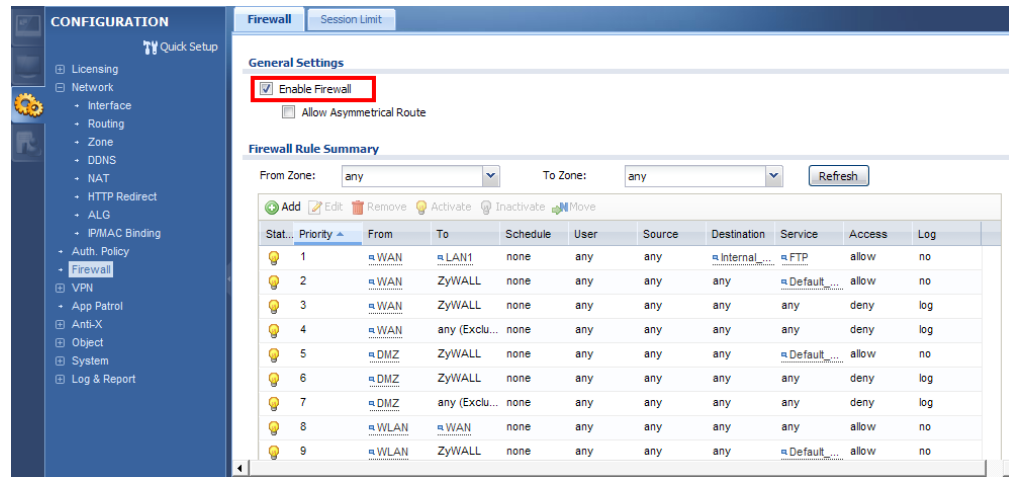 CONFIGURATION
Quick Setup
Licensing
Network
Interface
Routing
Zone
DDNS
NAT
HTTP Redirect
ALG
IP/MAC Binding
Auth. Policy
Firewall
VPN
App Patrol
Anti-X
Object
System
Log & Report
Firewall Session Limit
General Settings
Enable Firewall
Allow Asymmetrical Route
Firewall Rule Summary
From Zone: any To Zone: any Refresh
Add Edit Remove Activate Inactivate Move
Stat... Priority From To Schedule User Source Destination Service Access Log
1 WAN LAN1 none any any Internal_... FTP allow no
2 WAN ZyWALL none any any any Default_... allow no
3 WAN ZyWALL none any any any any deny log
4 WAN any (Exclu... none any any any any deny log
5 DMZ ZyWALL none any any any Default_... allow no
6 DMZ ZyWALL none any any any any deny log
7 DMZ any (Exclu... none any any any any deny log
8 WLAN WAN none any any any any allow no
9 WLAN ZyWALL none any any any Default_... allow no